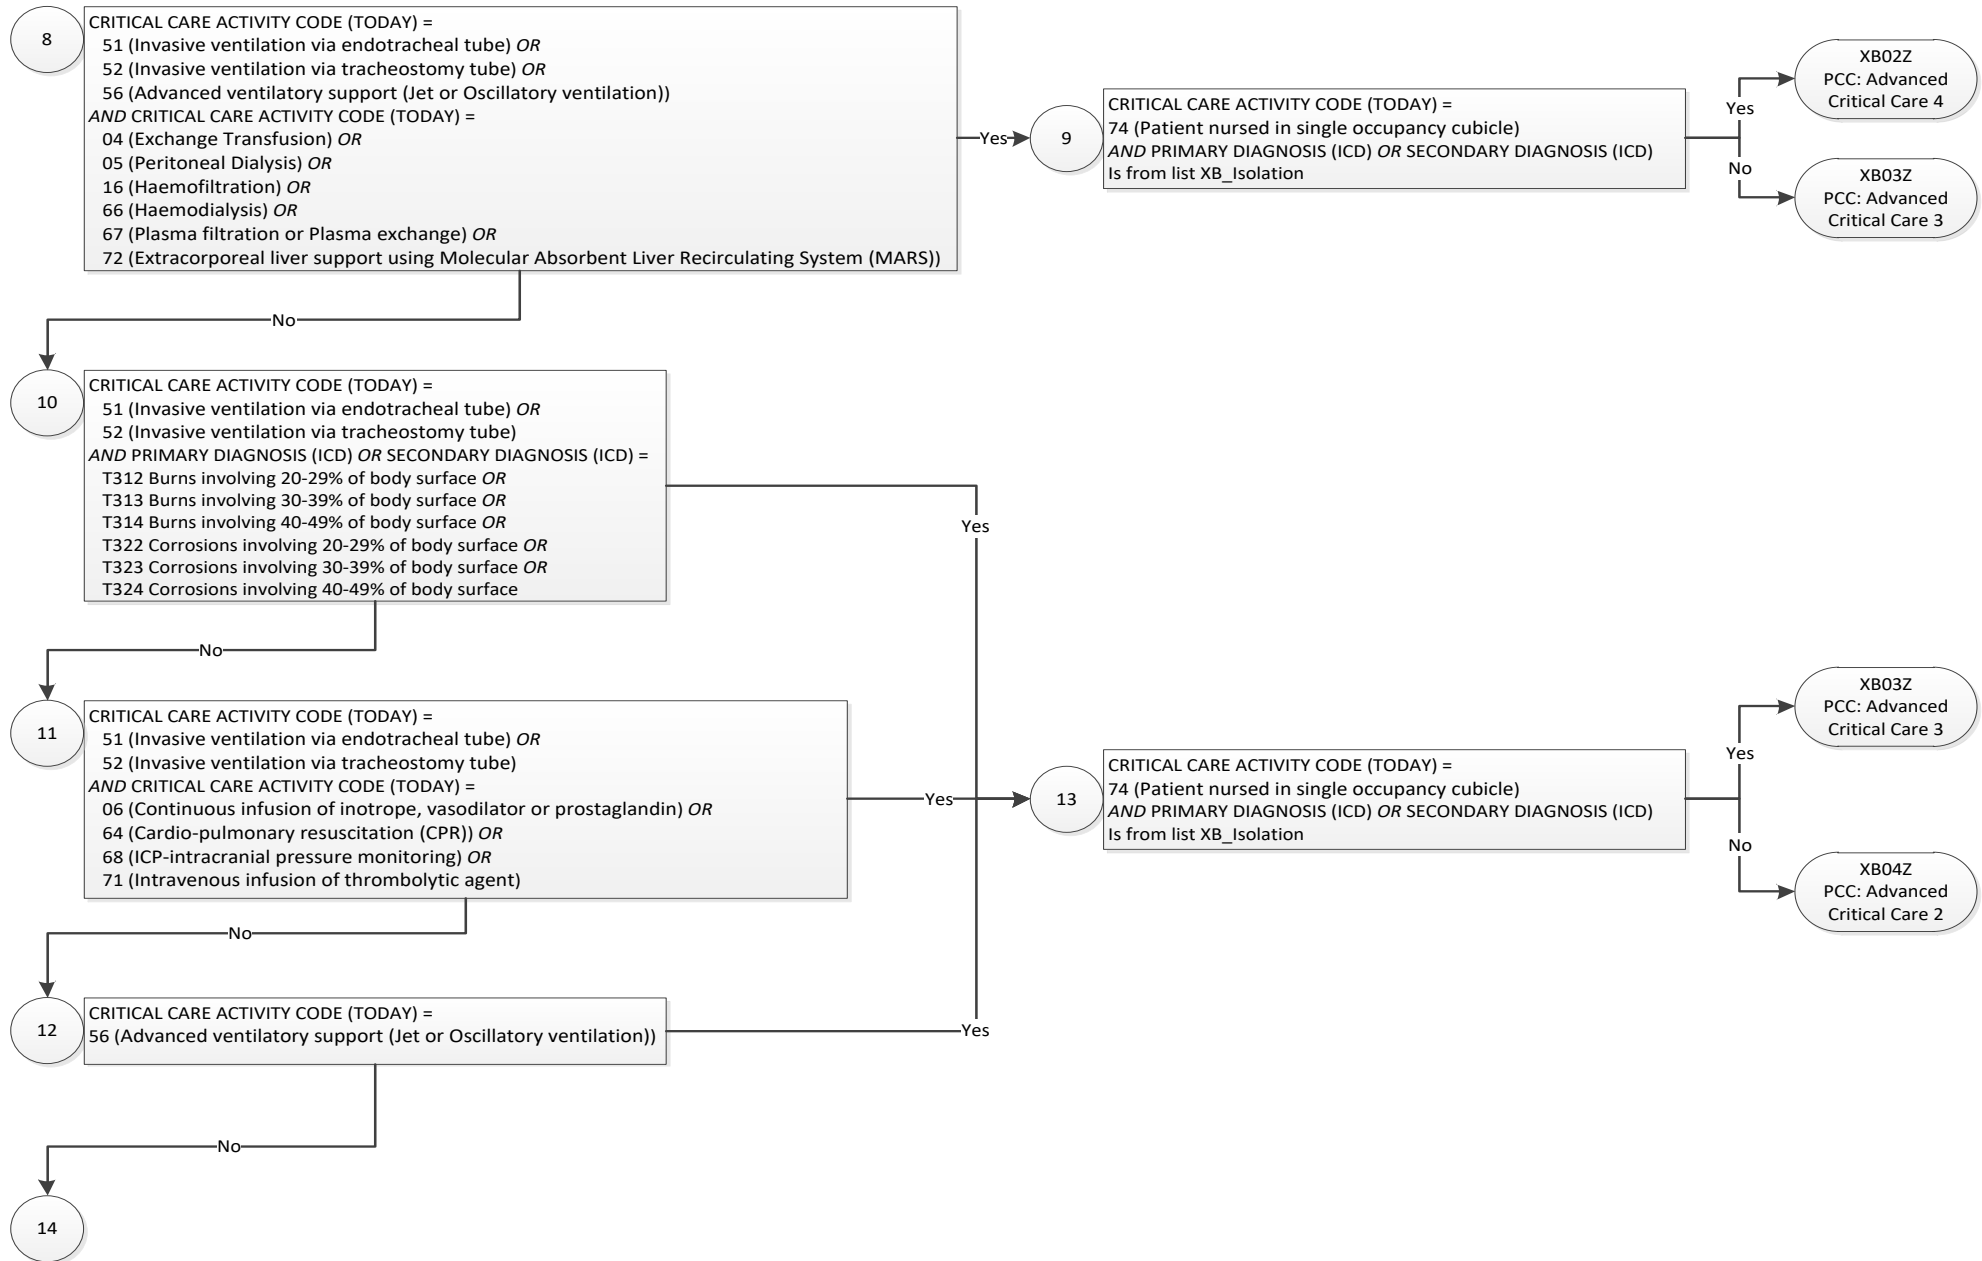 8
CRITICAL CARE ACTIVITY CODE (TODAY) =
51 (Invasive ventilation via endotracheal tube) OR
52 (Invasive ventilation via tracheostomy tube) OR
56 (Advanced ventilatory support (Jet or Oscillatory ventilation))
AND CRITICAL CARE ACTIVITY CODE (TODAY) =
04 (Exchange Transfusion) OR
05 (Peritoneal Dialysis) OR
16 (Haemofiltration) OR
66 (Haemodialysis) OR
67 (Plasma filtration or Plasma exchange) OR
72 (Extracorporeal liver support using Molecular Absorbent Liver Recirculating System (MARS))
Yes
9
CRITICAL CARE ACTIVITY CODE (TODAY) =
74 (Patient nursed in single occupancy cubicle)
AND PRIMARY DIAGNOSIS (ICD) OR SECONDARY DIAGNOSIS (ICD)
Is from list XB_Isolation
Yes
XB02Z
PCC: Advanced
Critical Care 4
No
XB03Z
PCC: Advanced
Critical Care 3
No
10
CRITICAL CARE ACTIVITY CODE (TODAY) =
51 (Invasive ventilation via endotracheal tube) OR
52 (Invasive ventilation via tracheostomy tube)
AND PRIMARY DIAGNOSIS (ICD) OR SECONDARY DIAGNOSIS (ICD) =
T312 Burns involving 20-29% of body surface OR
T313 Burns involving 30-39% of body surface OR
T314 Burns involving 40-49% of body surface OR
T322 Corrosions involving 20-29% of body surface OR
T323 Corrosions involving 30-39% of body surface OR
T324 Corrosions involving 40-49% of body surface
Yes
No
11
CRITICAL CARE ACTIVITY CODE (TODAY) =
51 (Invasive ventilation via endotracheal tube) OR
52 (Invasive ventilation via tracheostomy tube)
AND CRITICAL CARE ACTIVITY CODE (TODAY) =
06 (Continuous infusion of inotrope, vasodilator or prostaglandin) OR
64 (Cardio-pulmonary resuscitation (CPR)) OR
68 (ICP-intracranial pressure monitoring) OR
71 (Intravenous infusion of thrombolytic agent)
Yes
13
CRITICAL CARE ACTIVITY CODE (TODAY) =
74 (Patient nursed in single occupancy cubicle)
AND PRIMARY DIAGNOSIS (ICD) OR SECONDARY DIAGNOSIS (ICD)
Is from list XB_Isolation
Yes
XB03Z
PCC: Advanced
Critical Care 3
No
XB04Z
PCC: Advanced
Critical Care 2
No
12
CRITICAL CARE ACTIVITY CODE (TODAY) =
56 (Advanced ventilatory support (Jet or Oscillatory ventilation))
Yes
No
14